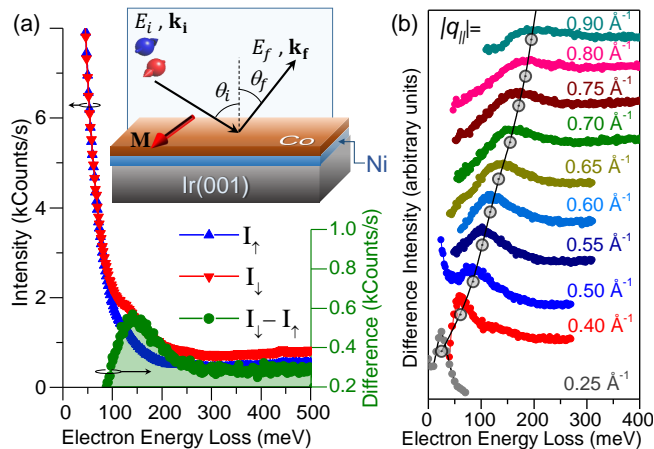 (a)
E_i , k_i
E_f , k_f
θ_i
θ_f
M
Co
Ni
Ir(001)
Intensity (kCounts/s)
8
6
4
2
0
I↑
I↓
I↓ – I↑
1.0
0.8
0.6
0.4
0.2
Difference (kCounts/s)
0 100 200 300 400 500
Electron Energy Loss (meV)
(b)
|q_||| =
0.90 Å⁻¹
0.80 Å⁻¹
0.75 Å⁻¹
0.70 Å⁻¹
0.65 Å⁻¹
0.60 Å⁻¹
0.55 Å⁻¹
0.50 Å⁻¹
0.40 Å⁻¹
0.25 Å⁻¹
Difference Intensity (arbitrary units)
0 100 200 300 400
Electron Energy Loss (meV)